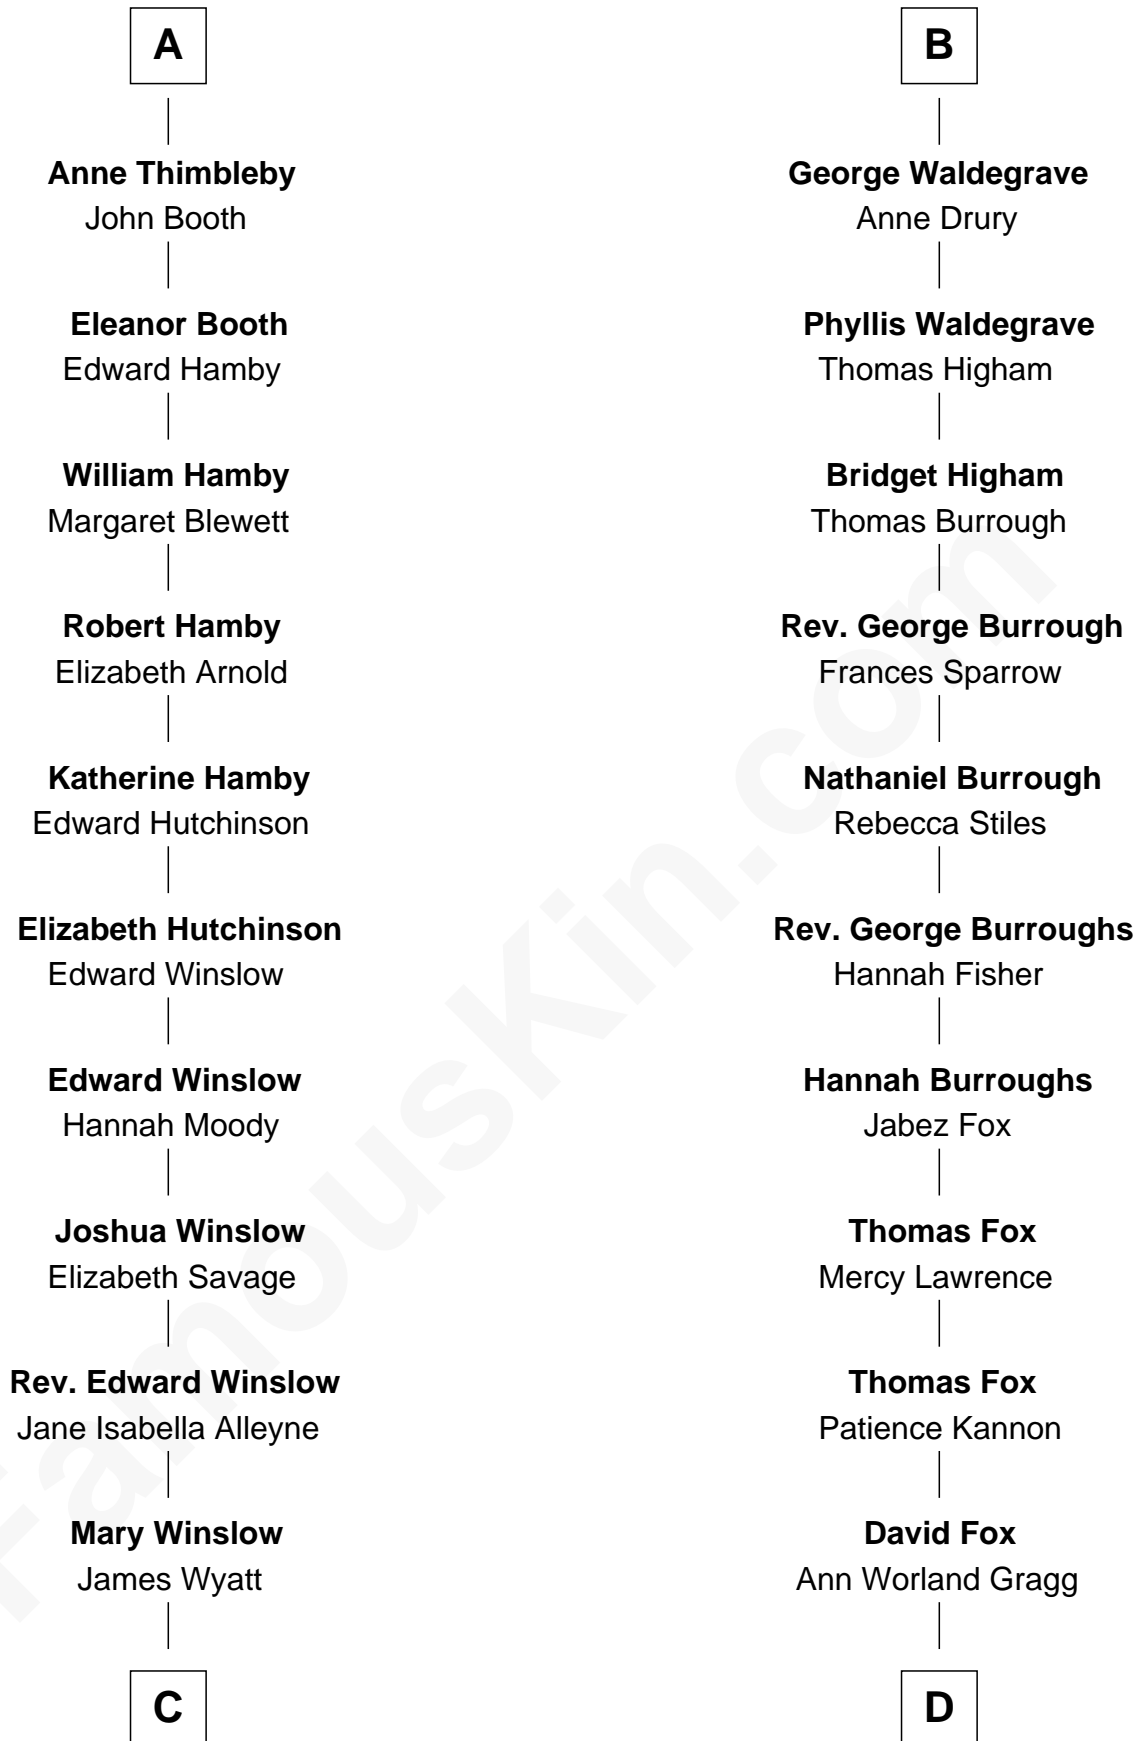 A
Anne Thimbleby
John Booth
Eleanor Booth
Edward Hamby
William Hamby
Margaret Blewett
Robert Hamby
Elizabeth Arnold
Katherine Hamby
Edward Hutchinson
Elizabeth Hutchinson
Edward Winslow
Edward Winslow
Hannah Moody
Joshua Winslow
Elizabeth Savage
Rev. Edward Winslow
Jane Isabella Alleyne
Mary Winslow
James Wyatt
C
B
George Waldegrave
Anne Drury
Phyllis Waldegrave
Thomas Higham
Bridget Higham
Thomas Burrough
Rev. George Burrough
Frances Sparrow
Nathaniel Burrough
Rebecca Stiles
Rev. George Burroughs
Hannah Fisher
Hannah Burroughs
Jabez Fox
Thomas Fox
Mercy Lawrence
Thomas Fox
Patience Kannon
David Fox
Ann Worland Gragg
D
FamousKin.com